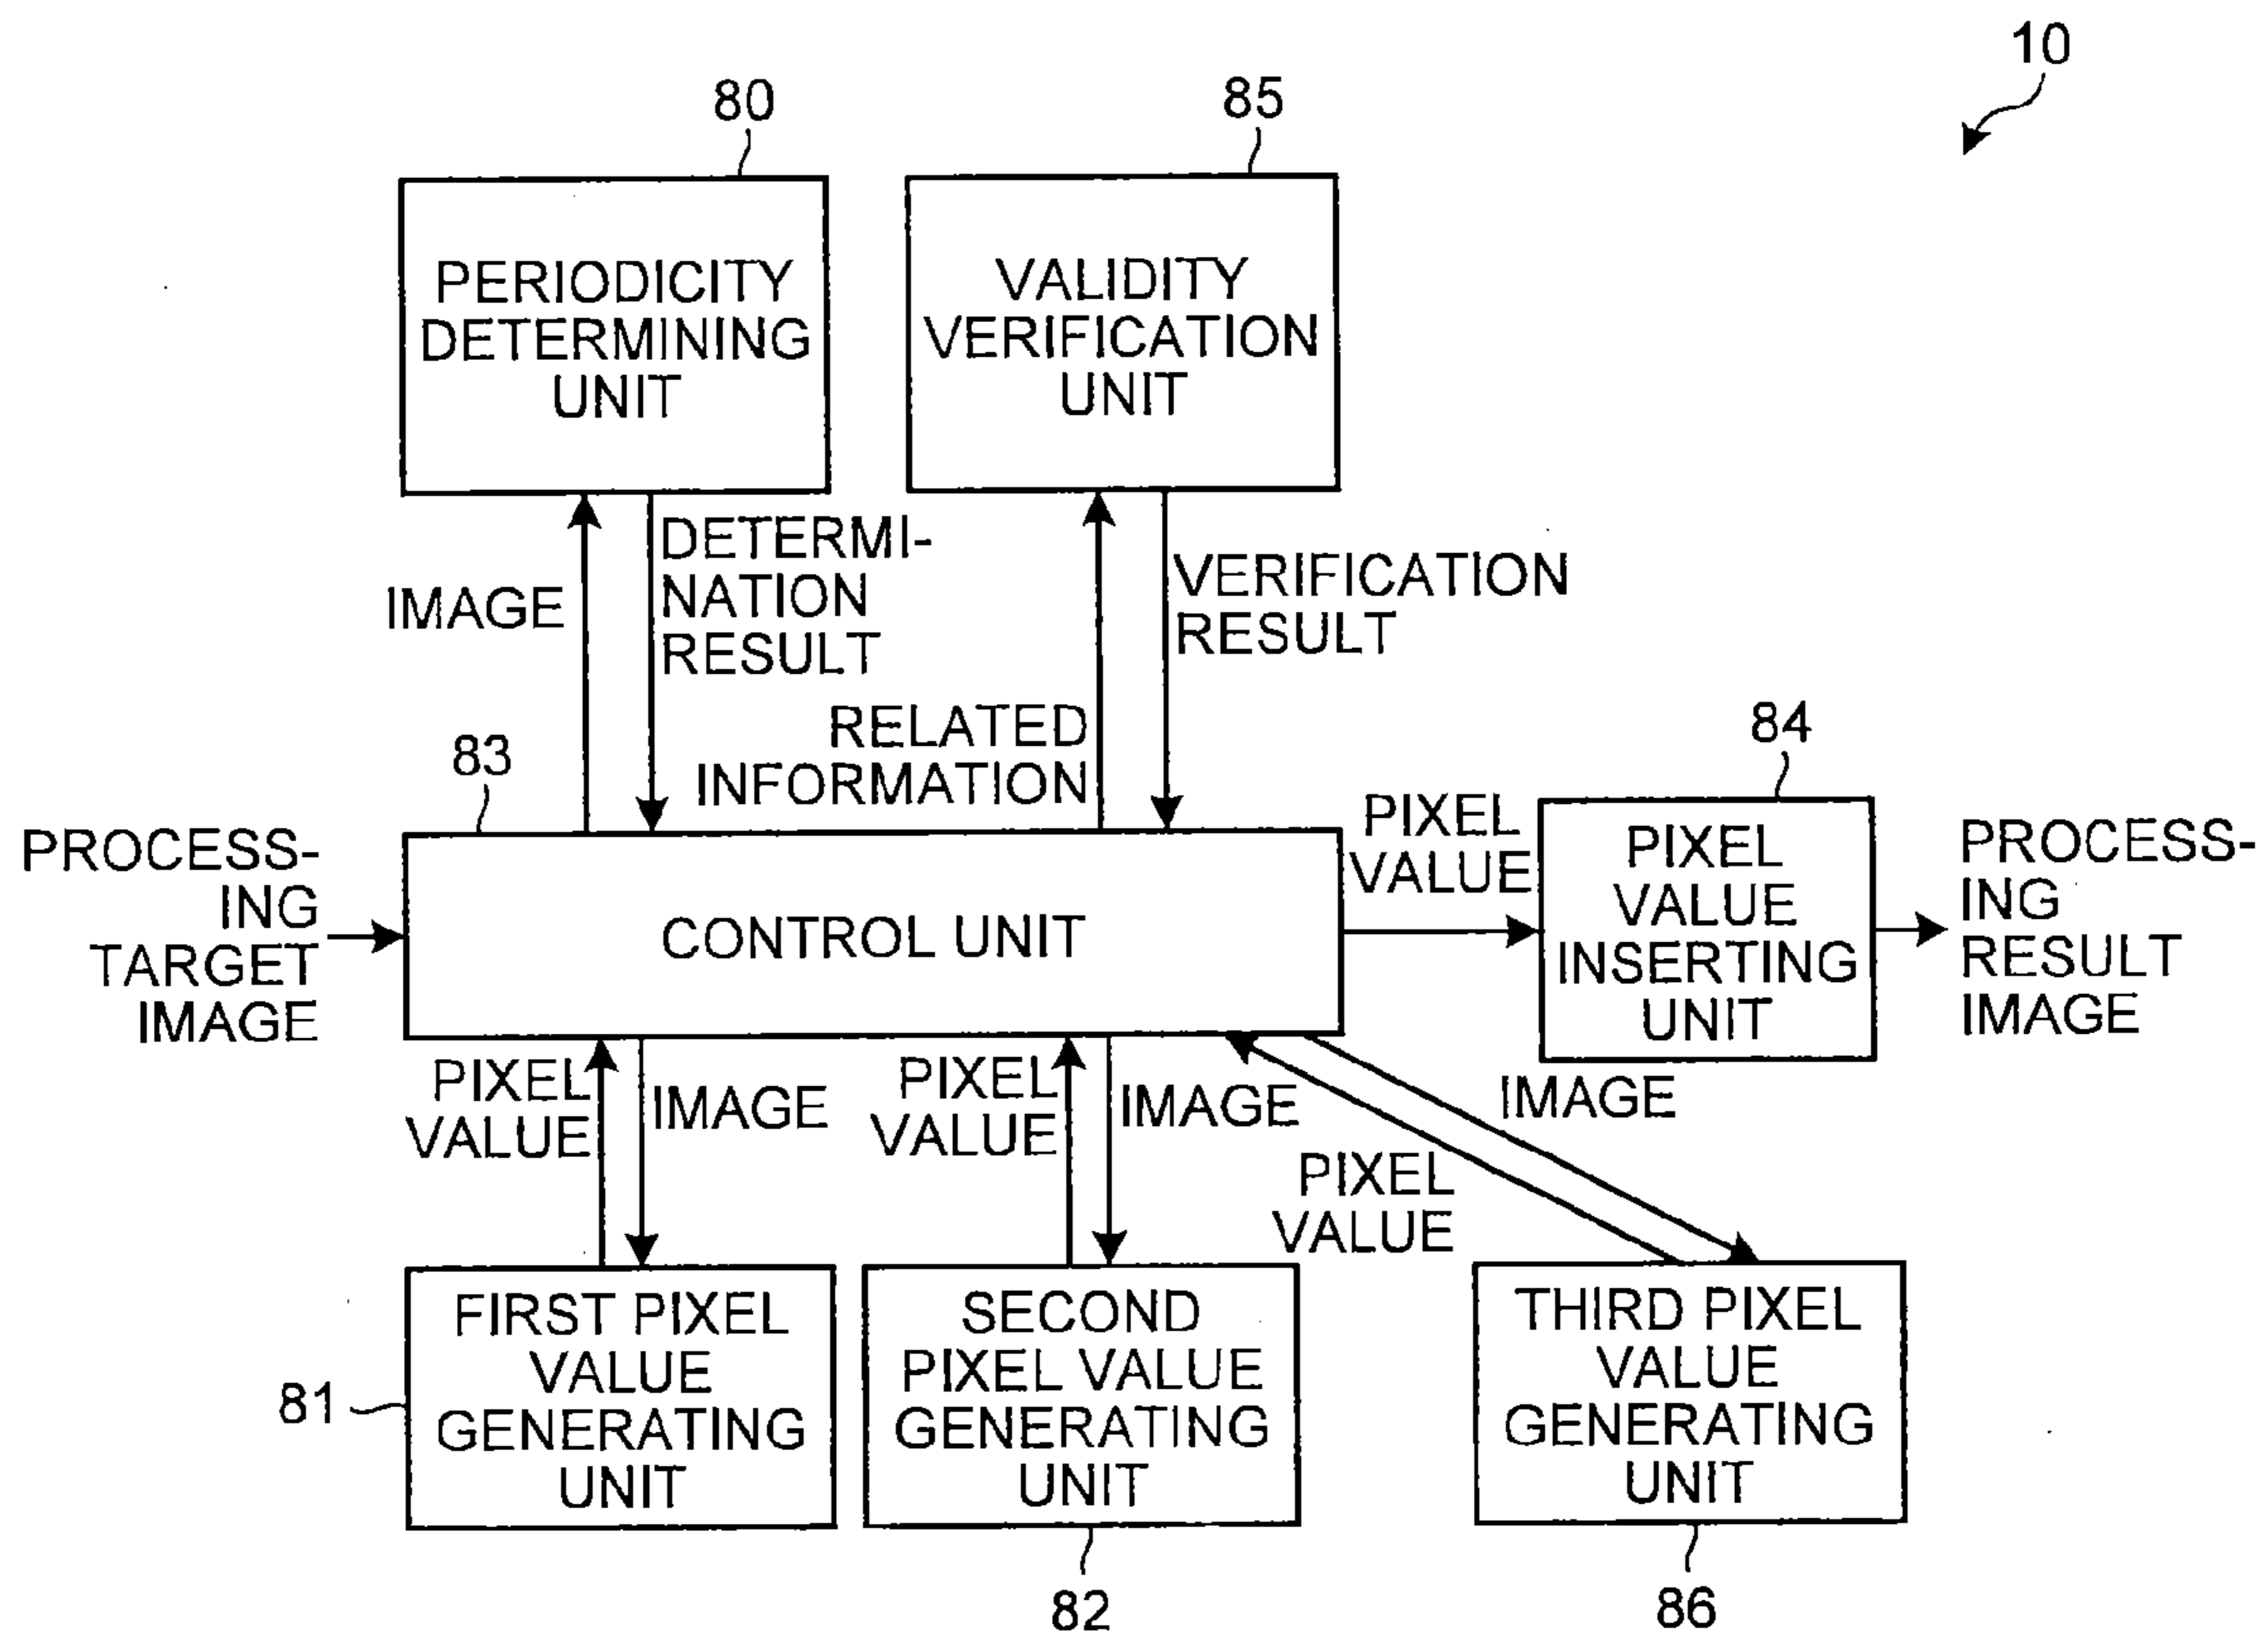 10
80
85
PERIODICITY
DETERMINING
UNIT
VALIDITY
VERIFICATION
UNIT
IMAGE
DETERMI-
NATION
RESULT
RELATED
INFORMATION
VERIFICATION
RESULT
83
84
PROCESS-
ING
TARGET
IMAGE
CONTROL UNIT
PIXEL
VALUE
PIXEL
VALUE
INSERTING
UNIT
PROCESS-
ING
RESULT
IMAGE
PIXEL
VALUE
IMAGE
PIXEL
VALUE
IMAGE
PIXEL
VALUE
IMAGE
81
FIRST PIXEL
VALUE
GENERATING
UNIT
SECOND
PIXEL VALUE
GENERATING
UNIT
THIRD PIXEL
VALUE
GENERATING
UNIT
82
86